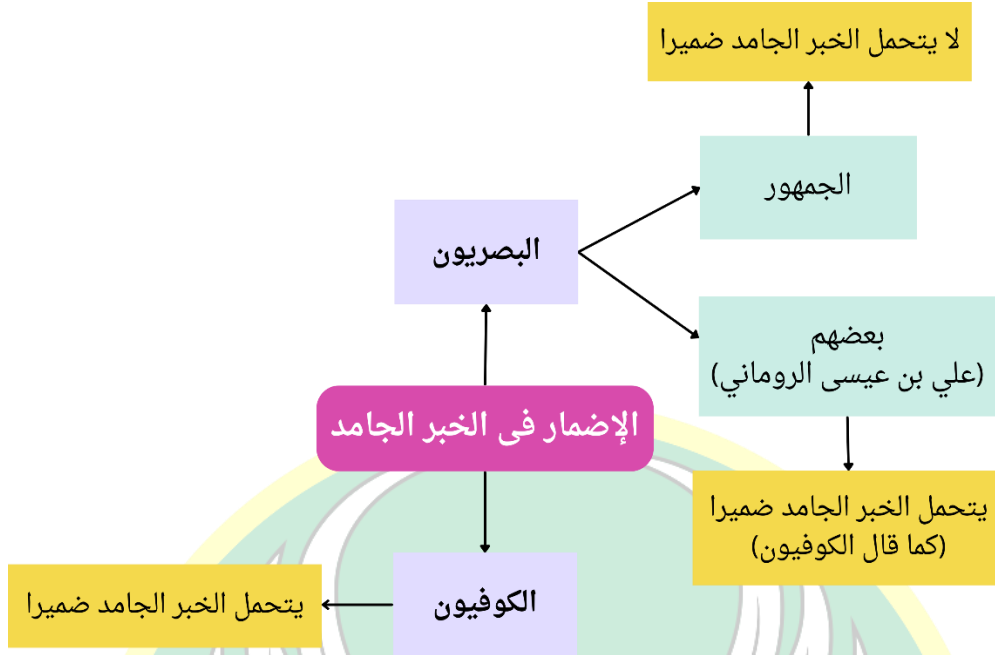 لا يتحمل الخبر الجامد ضميرا
الجمهور
البصريون
بعضهم
(علي بن عيسى الروماني)
الإضمار فى الخبر الجامد
يتحمل الخبر الجامد ضميرا
(كما قال الكوفيون)
الكوفيون
يتحمل الخبر الجامد ضميرا